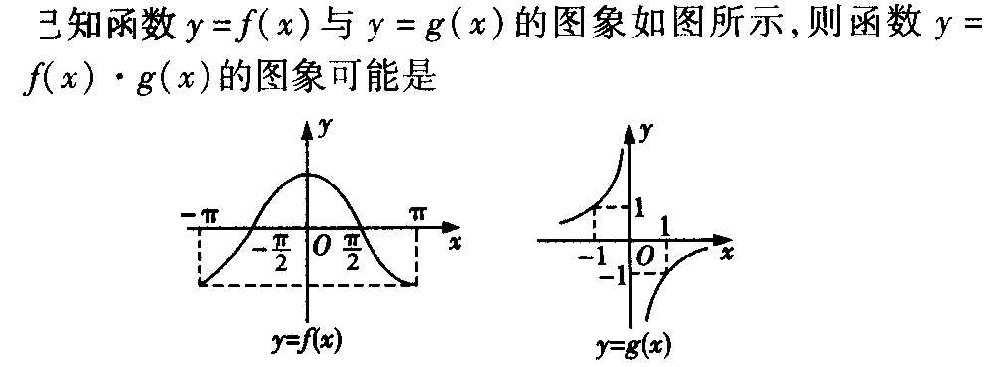 已知函数 y = f(x) 与 y = g(x) 的图象如图所示,则函数 y =
f(x) · g(x) 的图象可能是
y y
-π π 1 1
-π/2 O π/2 x -1 O x
-1
y=f(x) y=g(x)